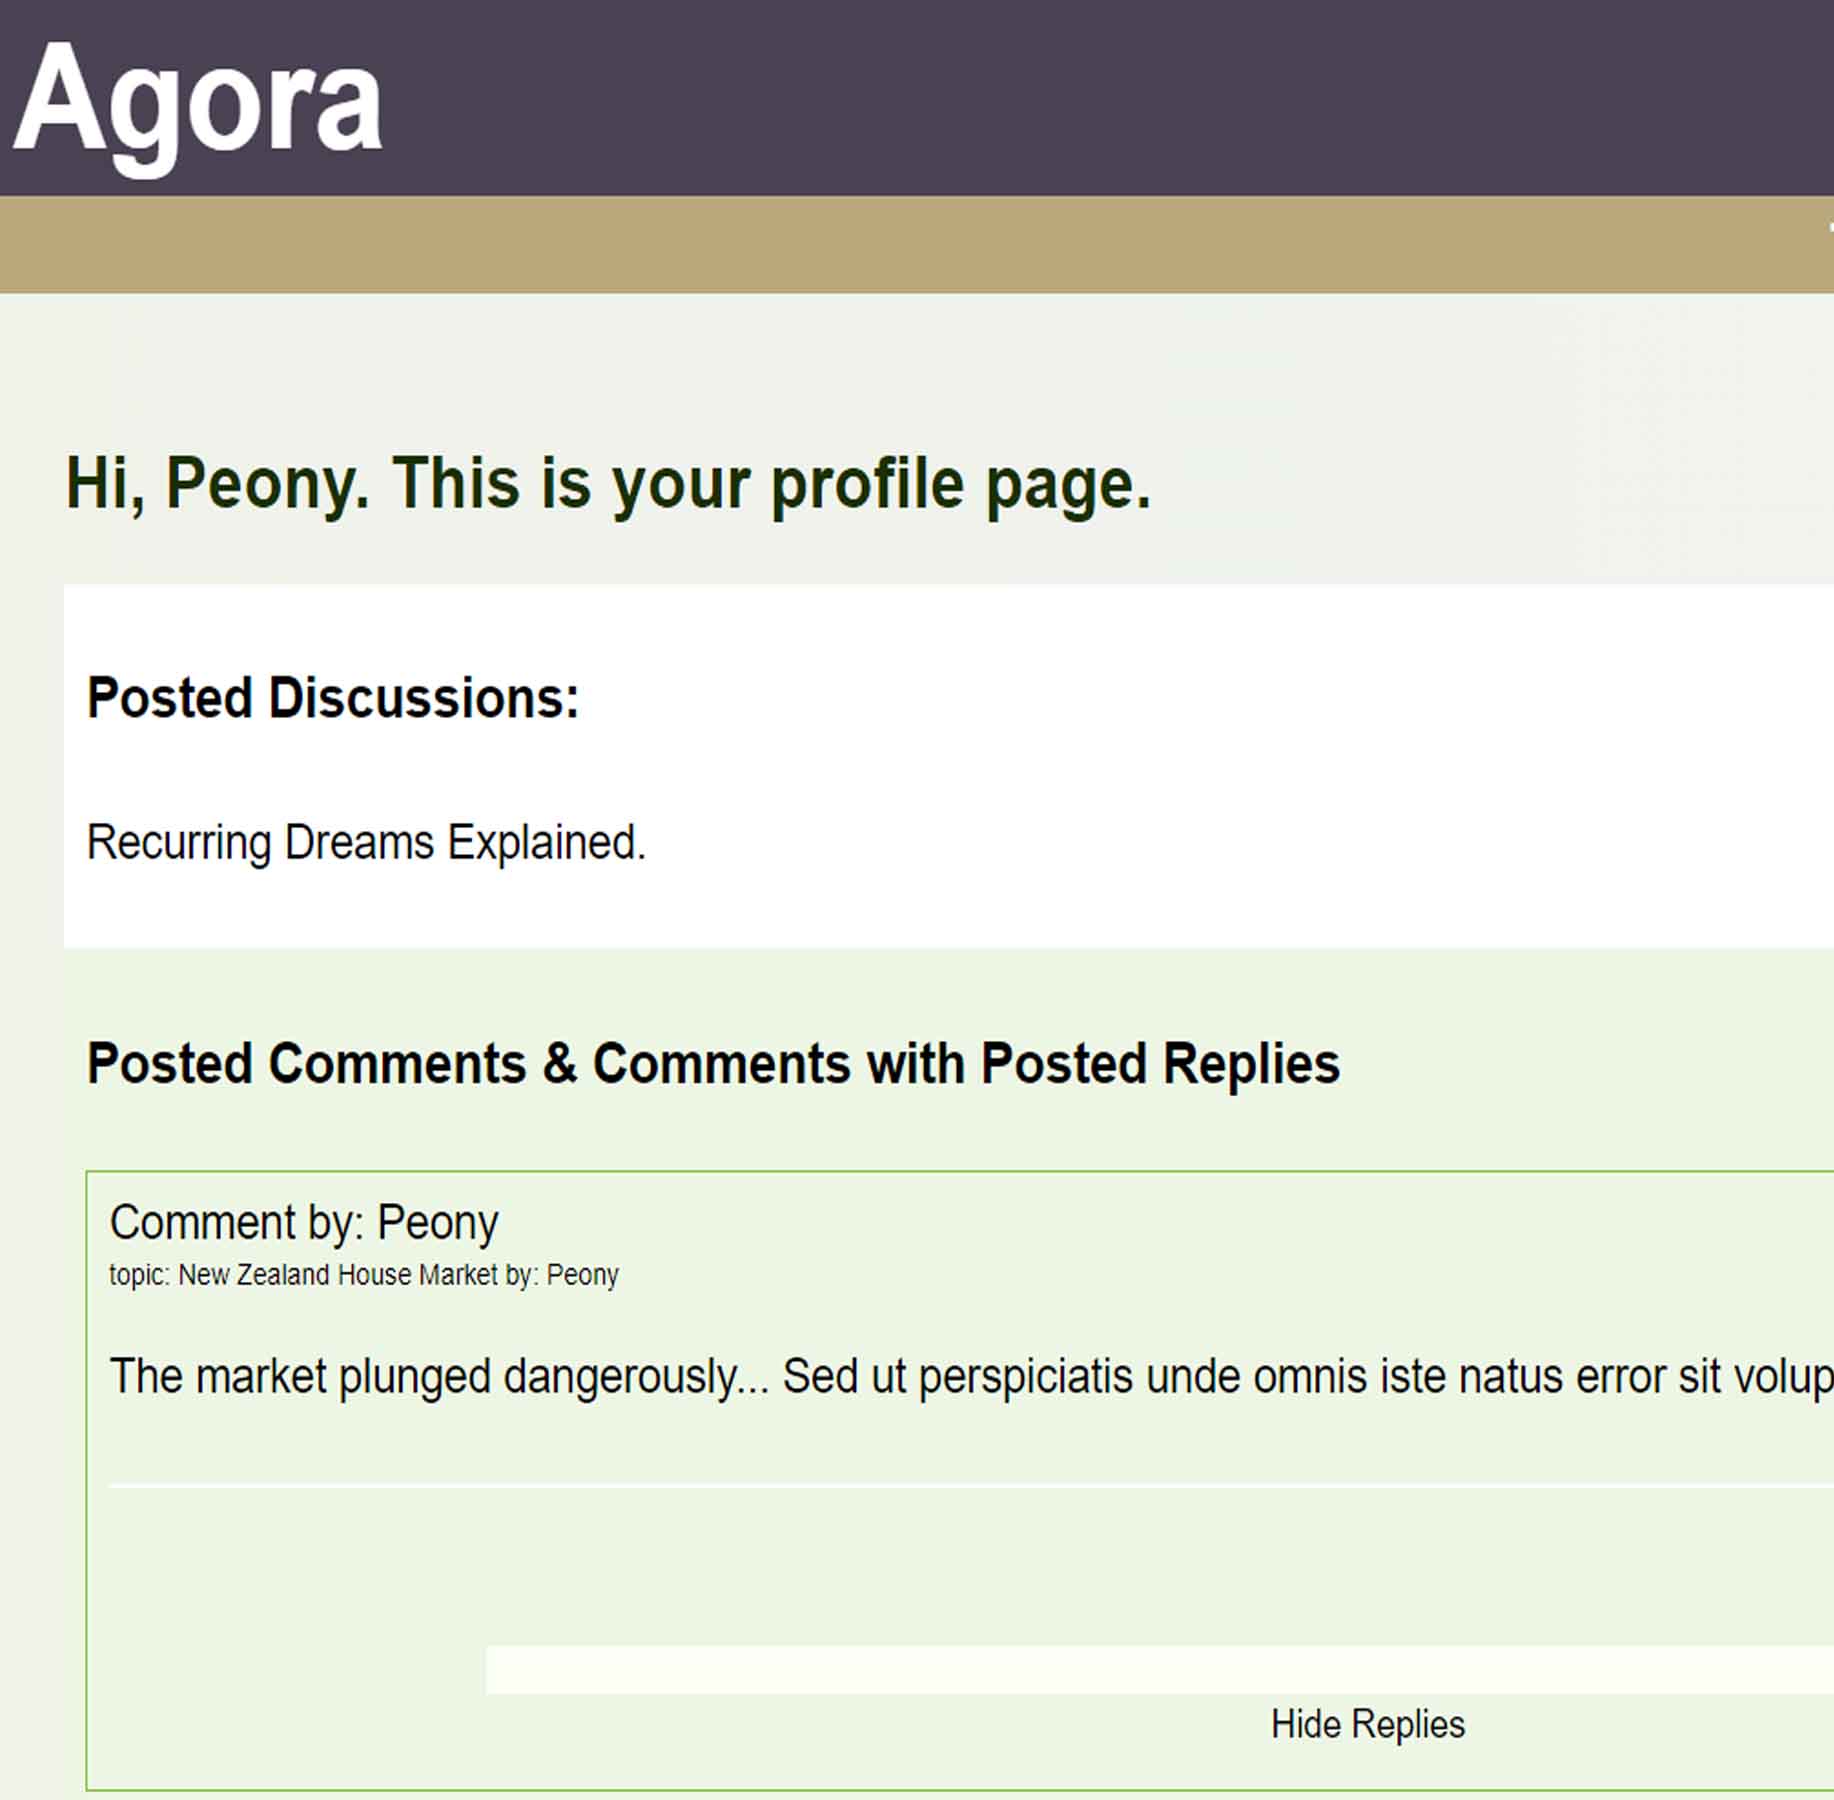 Agora
Hi, Peony. This is your profile page.
Posted Discussions:
Recurring Dreams Explained.
Posted Comments & Comments with Posted Replies
Comment by: Peony
topic: New Zealand House Market by: Peony
The market plunged dangerously... Sed ut perspiciatis unde omnis iste natus error sit volup
Hide Replies